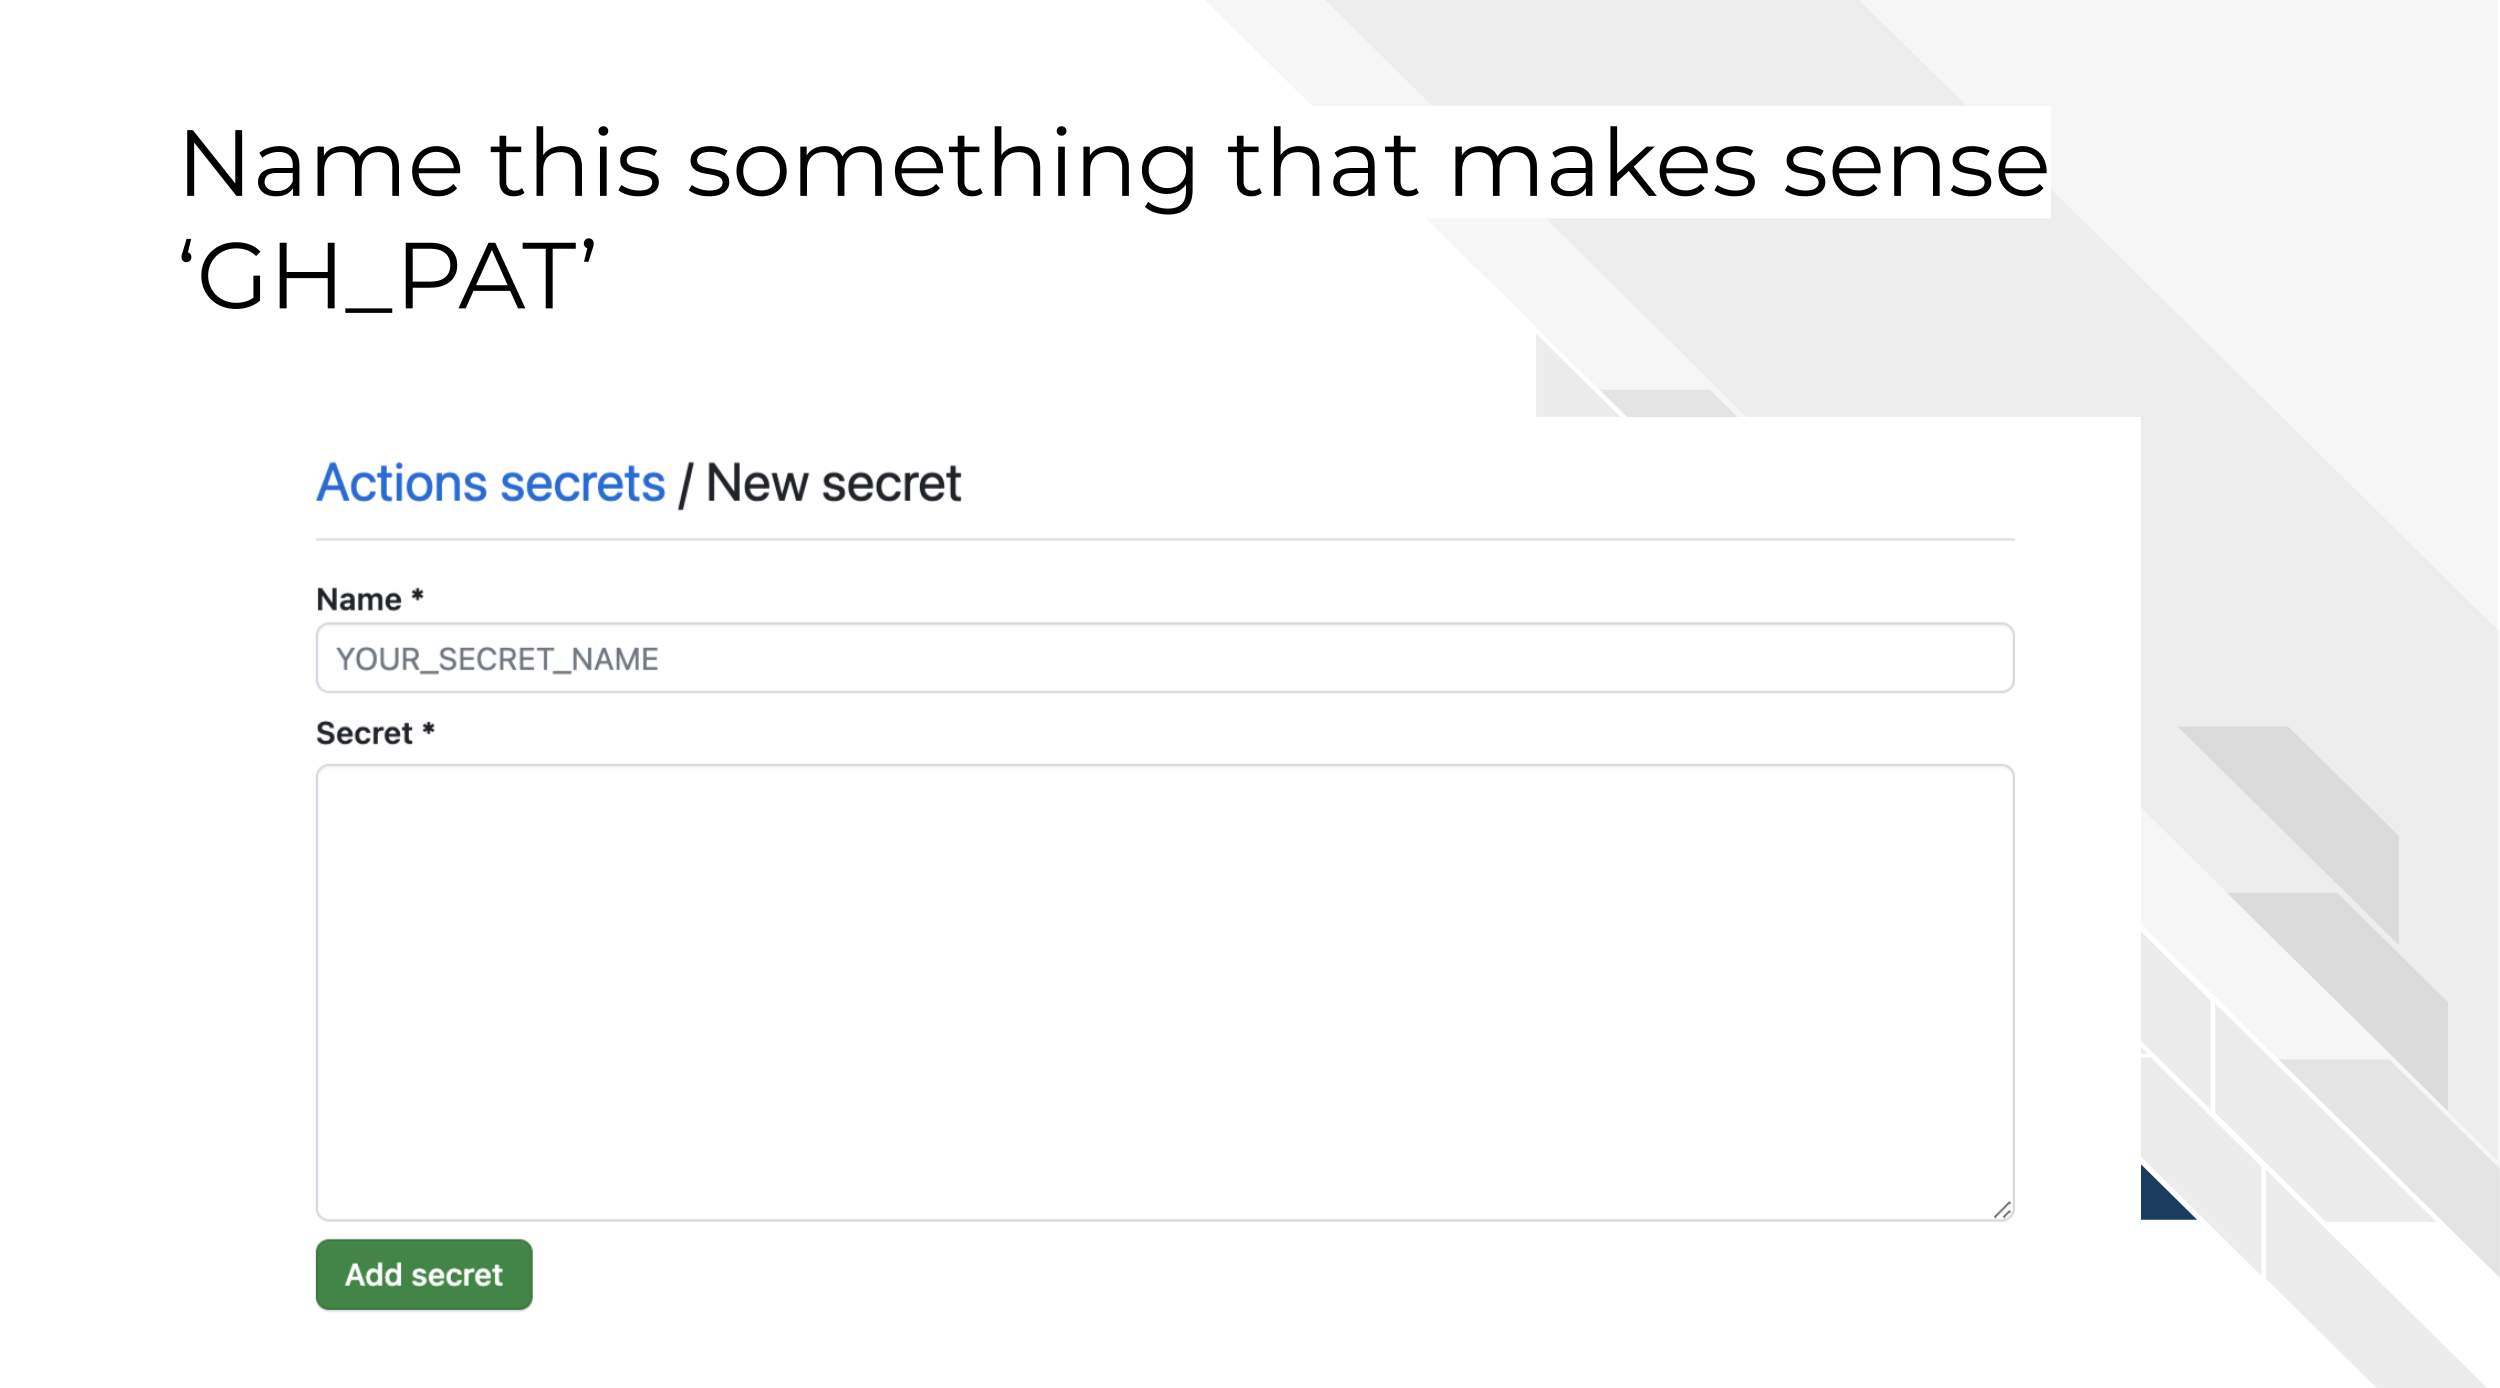 Name this something that makes sense
‘GH_PAT’
Actions secrets / New secret
Name *
YOUR_SECRET_NAME
Secret *
Add secret